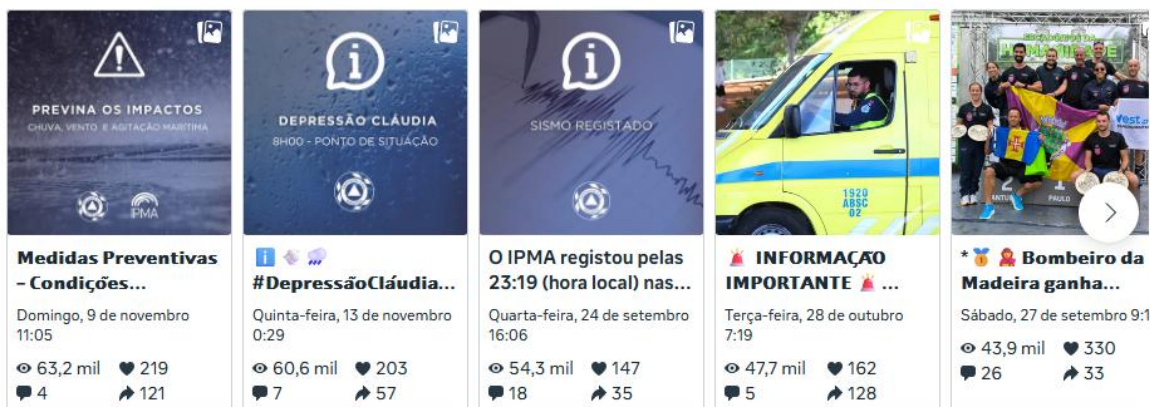 PREVINA OS IMPACTOS
CHUVA, VENTO E AGITAÇÃO MARÍTIMA
IPMA
Medidas Preventivas
– Condições...
Domingo, 9 de novembro
11:05
63,2 mil 219
4 121
DEPRESSÃO CLÁUDIA
8H00 - PONTO DE SITUAÇÃO
#DepressãoCláudia...
Quinta-feira, 13 de novembro
0:29
60,6 mil 203
7 57
SISMO REGISTADO
O IPMA registou pelas
23:19 (hora local) nas...
Quarta-feira, 24 de setembro
16:06
54,3 mil 147
18 35
1920
ABSC
02
🚨 INFORMAÇÃO
IMPORTANTE 🚨 ...
Terça-feira, 28 de outubro
7:19
47,7 mil 162
5 128
2 1
PAULO
* Bombeiro da
Madeira ganha...
Sábado, 27 de setembro 9:1
43,9 mil 330
26 33